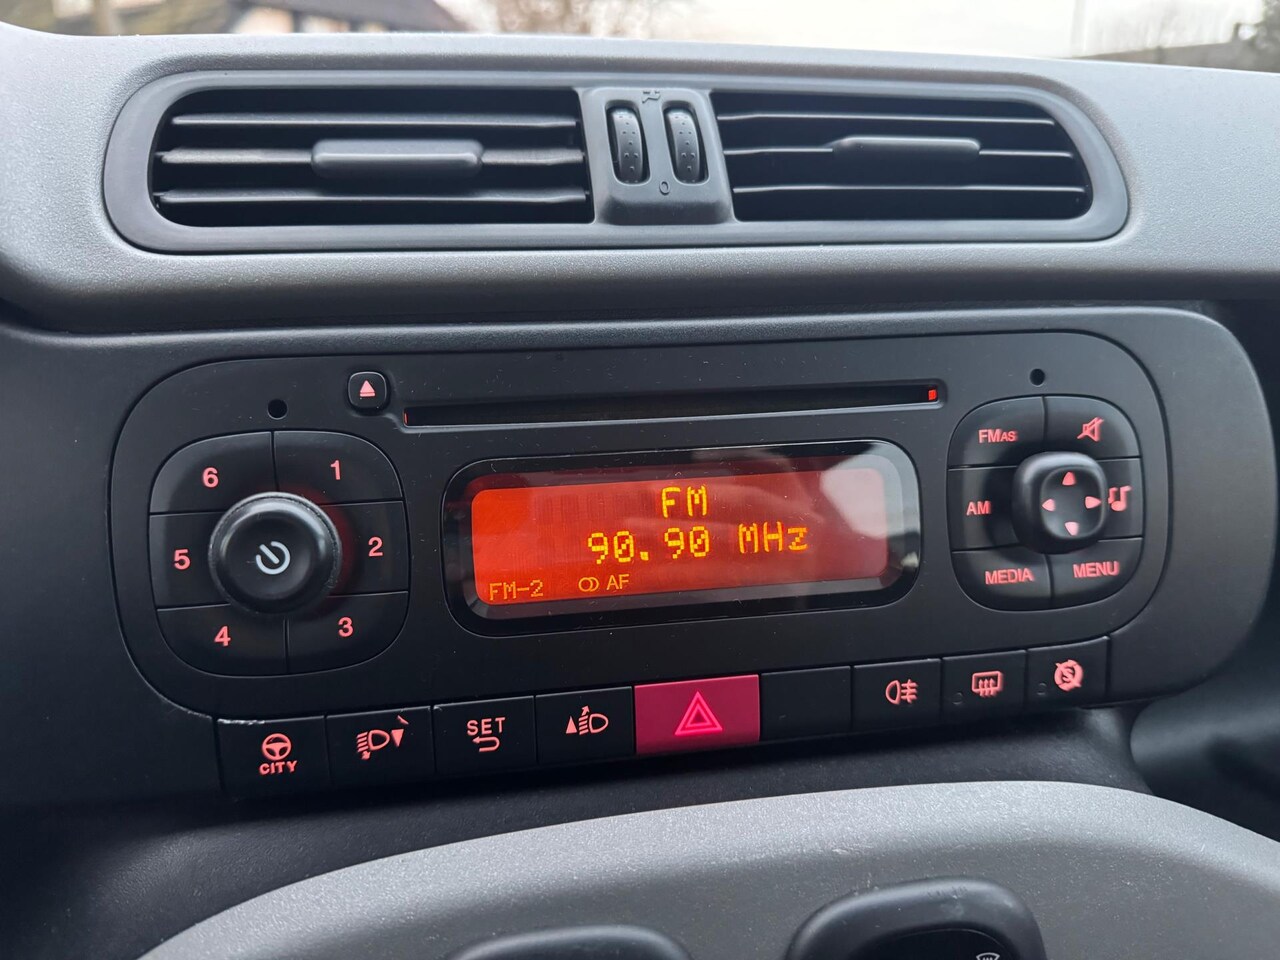 0
6
1
5
2
4
3
FM
90.90 MHz
FM-2 AF
FMAS
AM
MEDIA
MENU
CITY
SET
S